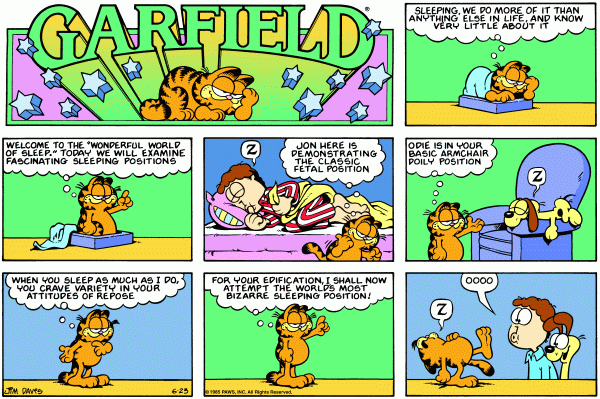 GARFIELD
®
SLEEPING, WE DO MORE OF IT THAN
ANYTHING ELSE IN LIFE, AND KNOW
VERY LITTLE ABOUT IT
WELCOME TO THE "WONDERFUL WORLD
OF SLEEP." TODAY WE WILL EXAMINE
FASCINATING SLEEPING POSITIONS
Z
JON HERE IS
DEMONSTRATING
THE CLASSIC
FETAL POSITION
ODIE IS IN YOUR
BASIC ARMCHAIR
DOILY POSITION
Z
WHEN YOU SLEEP AS MUCH AS I DO,
YOU CRAVE VARIETY IN YOUR
ATTITUDES OF REPOSE
JIM DAVIS
6-23
FOR YOUR EDIFICATION, I SHALL NOW
ATTEMPT THE WORLD'S MOST
BIZARRE SLEEPING POSITION!
© 1985 PAWS, INC. All Rights Reserved.
OOOO
Z